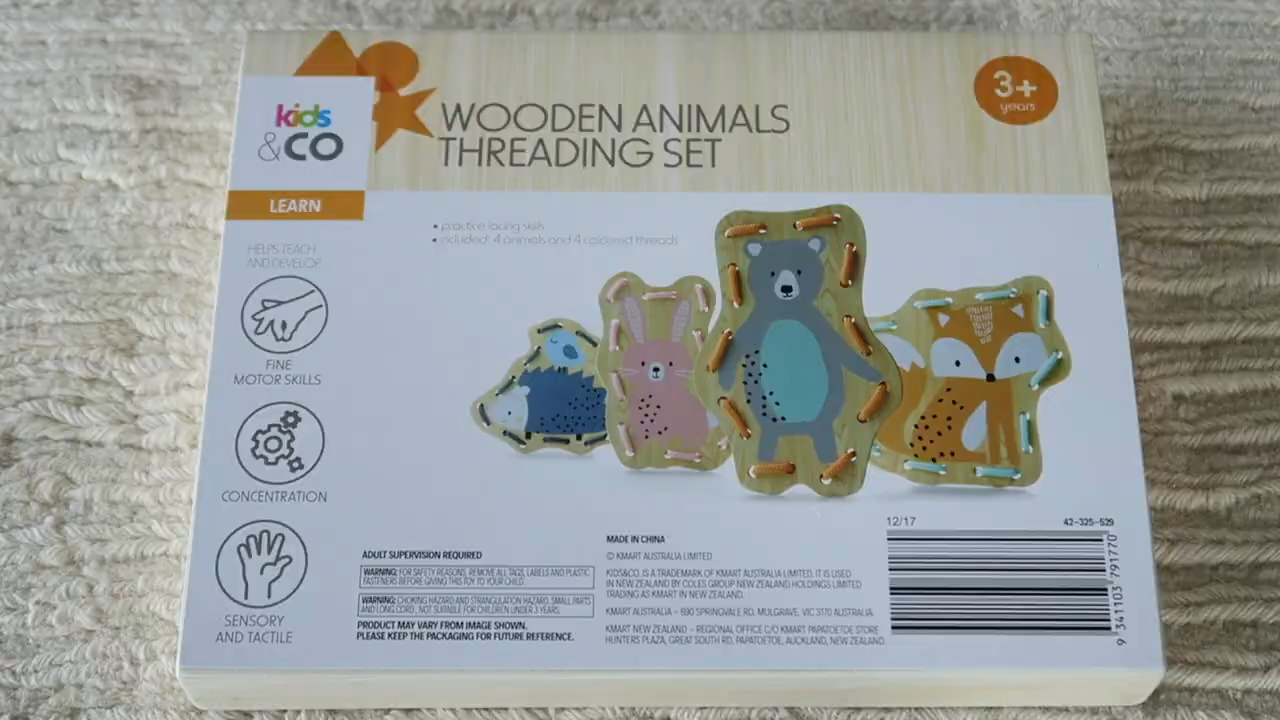 kids
&CO
LEARN
WOODEN ANIMALS
THREADING SET
3+
years
• practice lacing skills
• included: 4 animals and 4 coloured threads
HELPS TEACH
AND DEVELOP
FINE
MOTOR SKILLS
CONCENTRATION
SENSORY
AND TACTILE
ADULT SUPERVISION REQUIRED
WARNING: FOR SAFETY REASONS, REMOVE ALL TAGS, LABELS AND PLASTIC
FASTENERS BEFORE GIVING THIS TOY TO YOUR CHILD.
WARNING: CHOKING HAZARD AND STRANGULATION HAZARD. SMALL PARTS
AND LONG CORD. NOT SUITABLE FOR CHILDREN UNDER 3 YEARS.
PRODUCT MAY VARY FROM IMAGE SHOWN.
PLEASE KEEP THE PACKAGING FOR FUTURE REFERENCE.
MADE IN CHINA
© KMART AUSTRALIA LIMITED
KIDS&CO. IS A TRADEMARK OF KMART AUSTRALIA LIMITED. IT IS USED
IN NEW ZEALAND BY COLES GROUP NEW ZEALAND HOLDINGS LIMITED
TRADING AS KMART IN NEW ZEALAND.
KMART AUSTRALIA – 690 SPRINGVALE RD, MULGRAVE, VIC 3170 AUSTRALIA.
KMART NEW ZEALAND – REGIONAL OFFICE C/O KMART PAPATOETOE STORE
HUNTERS PLAZA, GREAT SOUTH RD, PAPATOETOE, AUCKLAND, NEW ZEALAND.
12/17
42-325-529
9 341103 791770